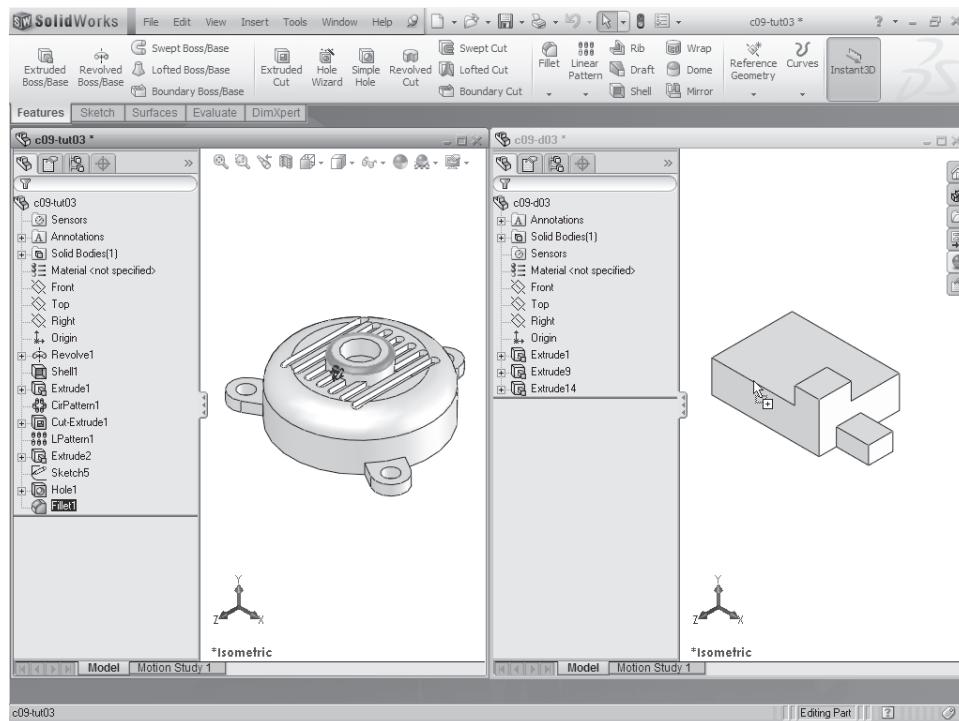 SolidWorks File Edit View Insert Tools Window Help c09-tut03 * ?
Extruded Boss/Base
Revolved Boss/Base
Swept Boss/Base
Lofted Boss/Base
Boundary Boss/Base
Extruded Cut
Hole Wizard
Simple Hole
Revolved Cut
Swept Cut
Lofted Cut
Boundary Cut
Fillet
Linear Pattern
Rib
Draft
Shell
Wrap
Dome
Mirror
Reference Geometry
Curves
Instant3D
Features Sketch Surfaces Evaluate DimXpert
c09-tut03 *
c09-tut03
Sensors
Annotations
Solid Bodies(1)
Material <not specified>
Front
Top
Right
Origin
Revolve1
Shell1
Extrude1
CirPattern1
Cut-Extrude1
LPattern1
Extrude2
Sketch5
Hole1
Fillet1
Y
Z X
*Isometric
Model Motion Study 1
c09-d03 *
c09-d03
Annotations
Solid Bodies(1)
Sensors
Material <not specified>
Front
Top
Right
Origin
Extrude1
Extrude9
Extrude14
Y
Z X
*Isometric
Model Motion Study 1
c09-tut03 Editing Part ?